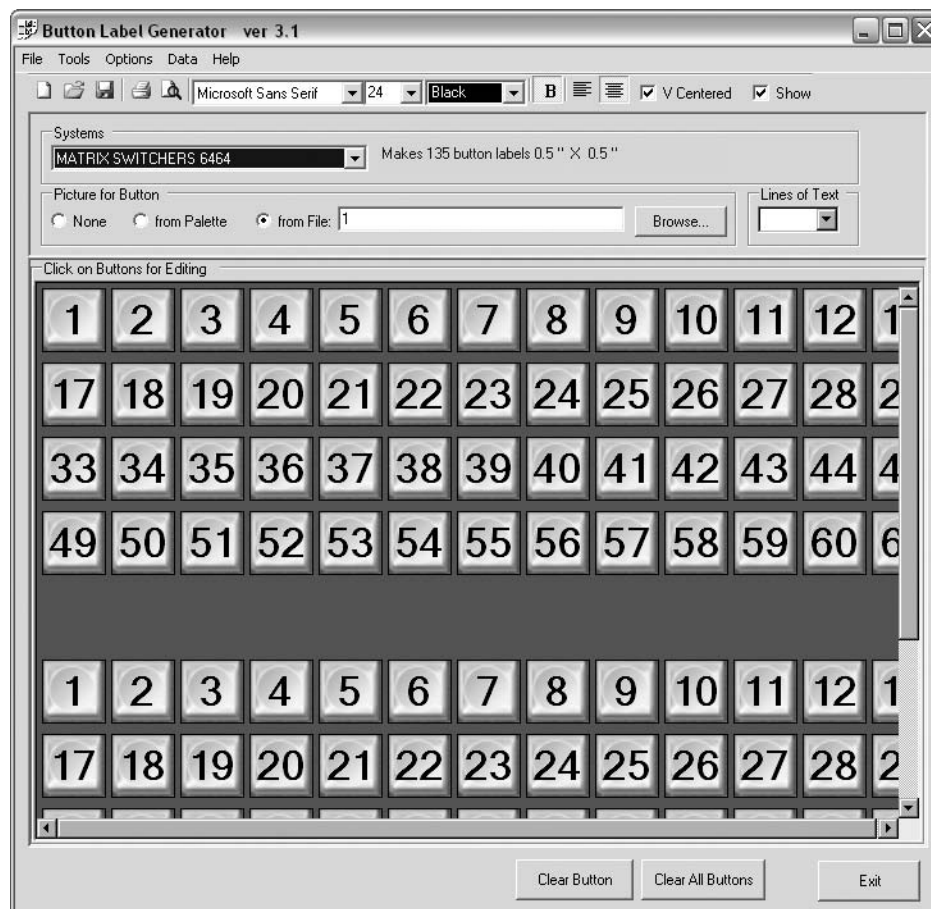 Button Label Generator ver 3.1
File Tools Options Data Help
Microsoft Sans Serif 24 Black B V Centered Show
Systems
MATRIX SWITCHERS 6464 Makes 135 button labels 0.5 " X 0.5 "
Picture for Button Lines of Text
None from Palette from File: 1 Browse...
Click on Buttons for Editing
1 2 3 4 5 6 7 8 9 10 11 12 1
17 18 19 20 21 22 23 24 25 26 27 28 2
33 34 35 36 37 38 39 40 41 42 43 44 4
49 50 51 52 53 54 55 56 57 58 59 60 6
1 2 3 4 5 6 7 8 9 10 11 12 1
17 18 19 20 21 22 23 24 25 26 27 28 2
Clear Button Clear All Buttons Exit